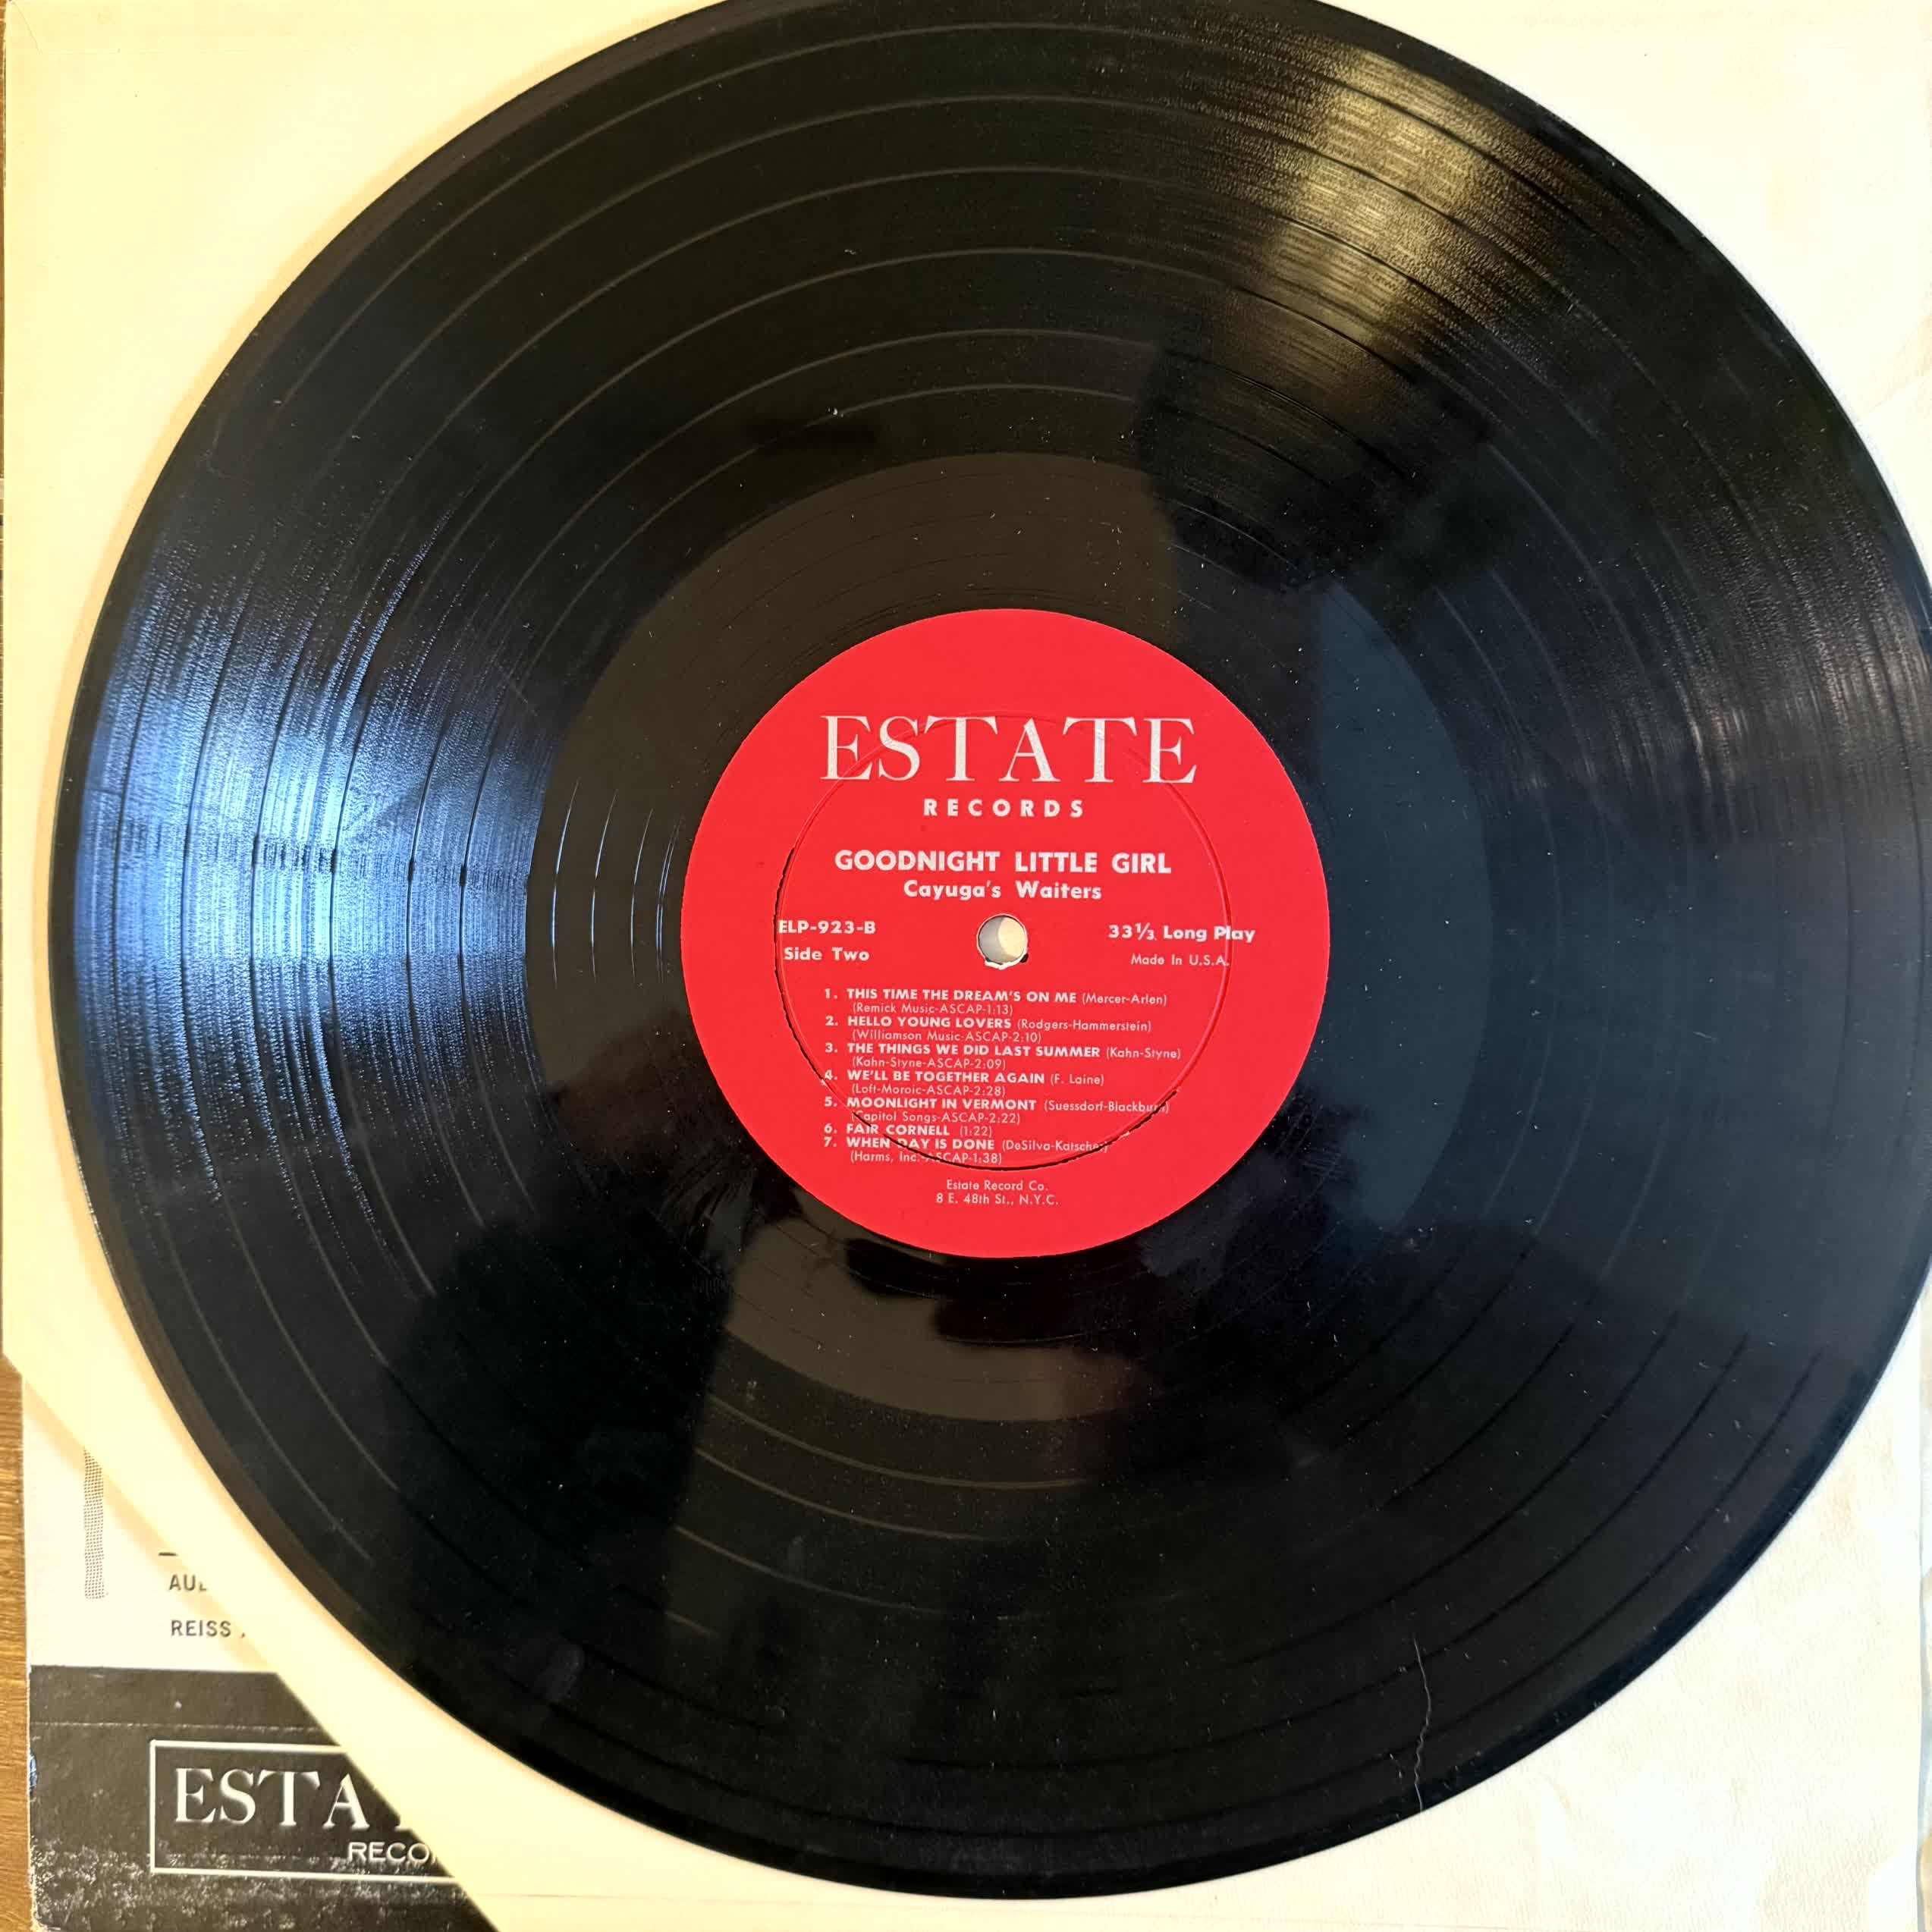 ESTATE
RECORDS
GOODNIGHT LITTLE GIRL
Cayuga's Waiters
ELP-923-B
33⅓ Long Play
Side Two
Made In U.S.A.
1. THIS TIME THE DREAM'S ON ME (Mercer-Arlen)
(Remick Music-ASCAP-1:13)
2. HELLO YOUNG LOVERS (Rodgers-Hammerstein)
(Williamson Music-ASCAP-2:10)
3. THE THINGS WE DID LAST SUMMER (Kahn-Styne)
(Kahn-Styne-ASCAP-2:09)
4. WE'LL BE TOGETHER AGAIN (F. Laine)
(Loft-Maroic-ASCAP-2:28)
5. MOONLIGHT IN VERMONT (Suessdorf-Blackburn)
(Capitol Songs-ASCAP-2:22)
6. FAIR CORNELL (1:22)
7. WHEN DAY IS DONE (DeSilva-Katscher)
(Harms, Inc.-ASCAP-1:38)
Estate Record Co.
8 E. 48th St., N.Y.C.
REISS
ESTA
RECO